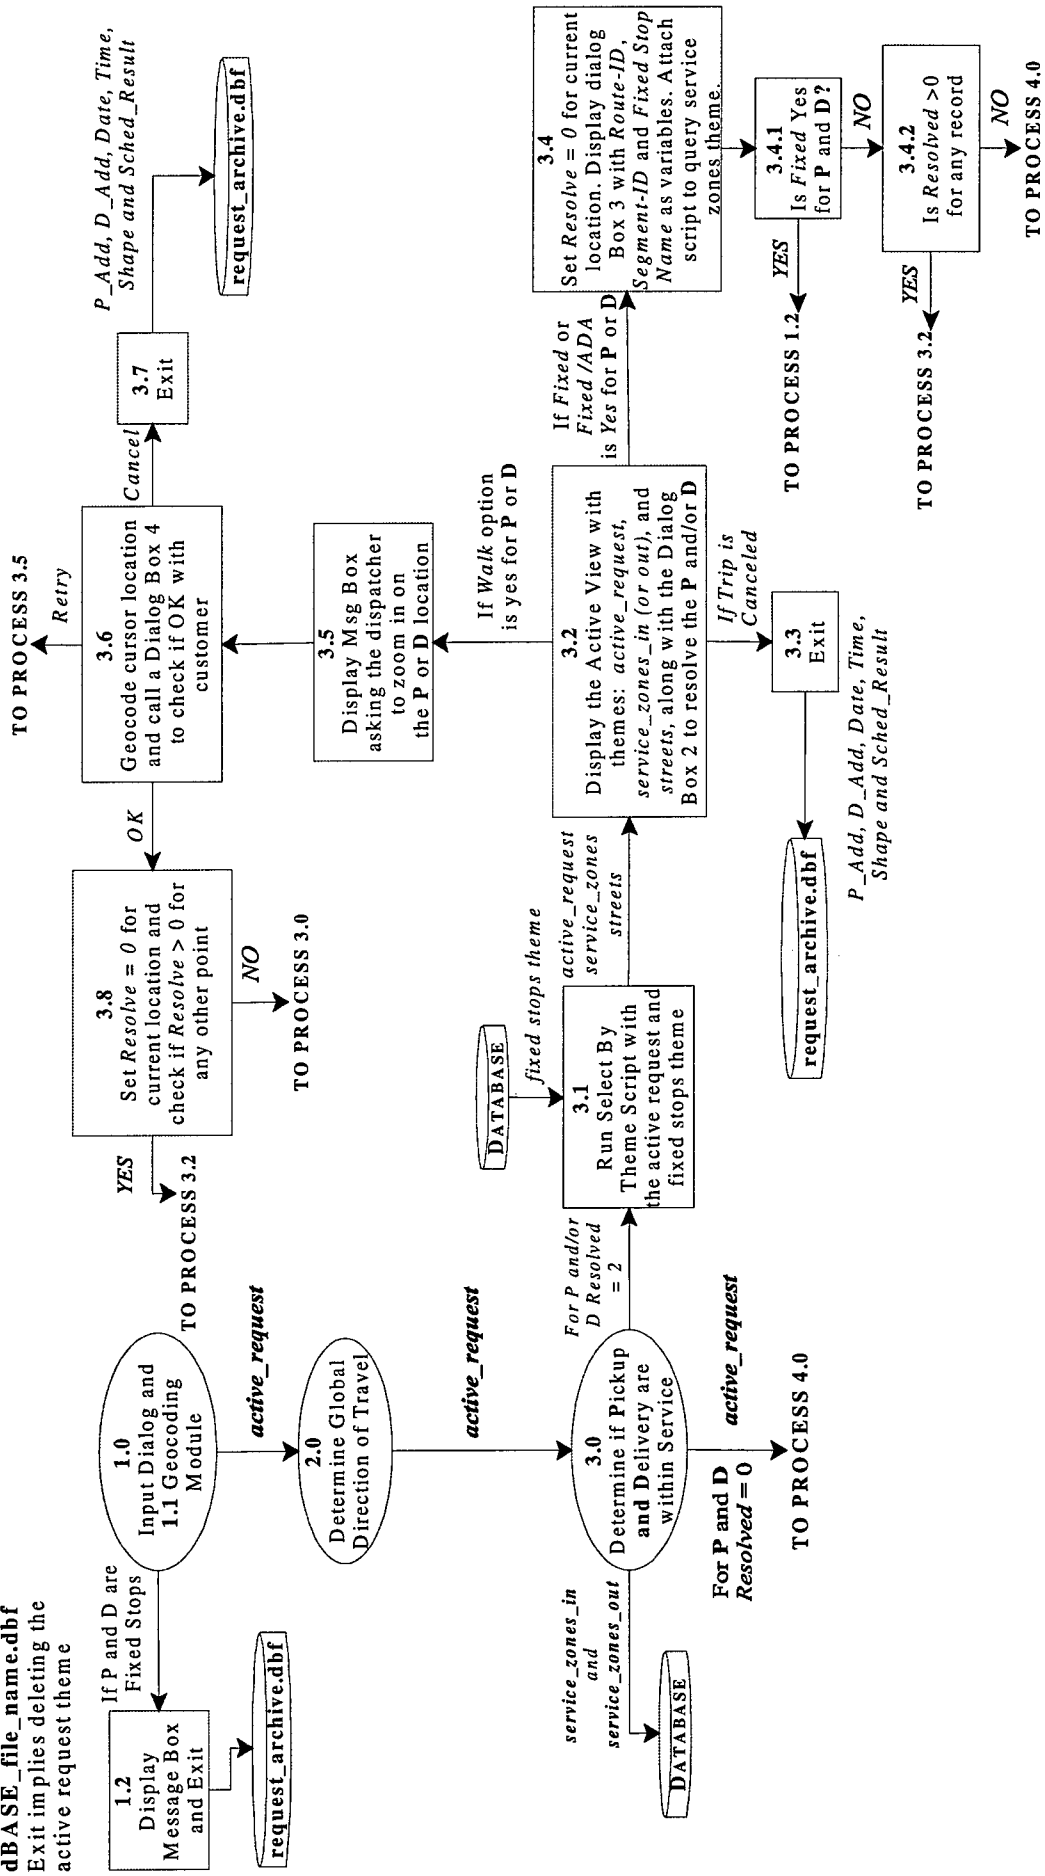 dBASE_file_name.dbf
Exit implies deleting the
active request theme
1.2
Display
Message Box
and Exit
request_archive.dbf
If P and D are
Fixed Stops
1.0
Input Dialog and
1.1 Geocoding
Module
active_request
2.0
Determine Global
Direction of Travel
active_request
3.0
Determine if Pickup
and Delivery are
within Service
service_zones_in
and
service_zones_out
DATABASE
For P and D
Resolved = 0
active_request
TO PROCESS 4.0
For P and/or
D Resolved
= 2
3.1
Run Select By
Theme Script with
the active request and
fixed stops theme
DATABASE
fixed stops theme
active_request
service_zones
streets
3.2
Display the Active View with
themes: active_request,
service_zones_in (or out), and
streets, along with the Dialog
Box 2 to resolve the P and/or D
If Trip is
Canceled
3.3
Exit
request_archive.dbf
P_Add, D_Add, Date, Time,
Shape and Sched_Result
If Fixed or
Fixed /ADA
is Yes for P or D
3.4
Set Resolve = 0 for current
location. Display dialog
Box 3 with Route-ID,
Segment-ID and Fixed Stop
Name as variables. Attach
script to query service
zones theme.
3.4.1
Is Fixed Yes
for P and D?
YES
TO PROCESS 1.2
NO
3.4.2
Is Resolved >0
for any record
YES
TO PROCESS 3.2
NO
TO PROCESS 4.0
If Walk option
is yes for P or D
3.5
Display Msg Box
asking the dispatcher
to zoom in on
the P or D location
3.6
Geocode cursor location
and call a Dialog Box 4
to check if OK with
customer
Retry
TO PROCESS 3.5
Cancel
3.7
Exit
P_Add, D_Add, Date, Time,
Shape and Sched_Result
request_archive.dbf
OK
3.8
Set Resolve = 0 for
current location and
check if Resolve > 0 for
any other point
YES
TO PROCESS 3.2
NO
TO PROCESS 3.0